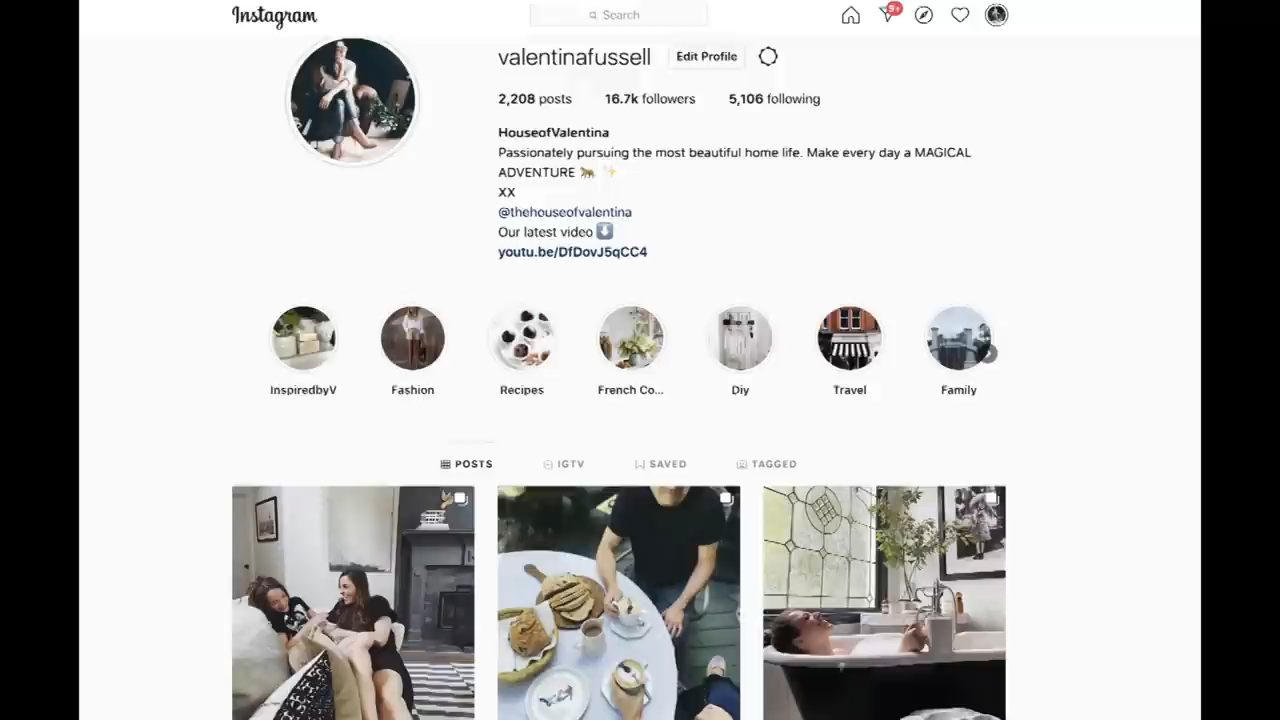 Instagram
Search
9+
valentinafussell Edit Profile
2,208 posts 16.7k followers 5,106 following
HouseofValentina
Passionately pursuing the most beautiful home life. Make every day a MAGICAL
ADVENTURE 🐆 ✨
XX
@thehouseofvalentina
Our latest video ⬇️
youtu.be/DfDovJ5qCC4
InspiredbyV Fashion Recipes French Co... Diy Travel Family
POSTS IGTV SAVED TAGGED